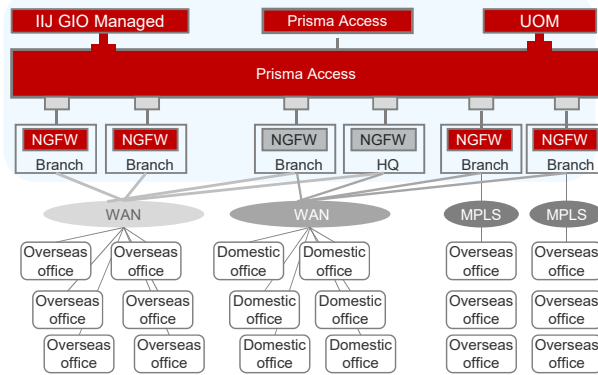 IIJ GIO Managed
Prisma Access
UOM
Prisma Access
NGFW
NGFW
NGFW
NGFW
NGFW
NGFW
Branch
Branch
Branch
HQ
Branch
Branch
WAN
WAN
MPLS
MPLS
Overseas
office
Overseas
office
Domestic
office
Domestic
office
Overseas
office
Overseas
office
Overseas
office
Overseas
office
Domestic
office
Domestic
office
Overseas
office
Overseas
office
Overseas
office
Overseas
office
Domestic
office
Domestic
office
Overseas
office
Overseas
office